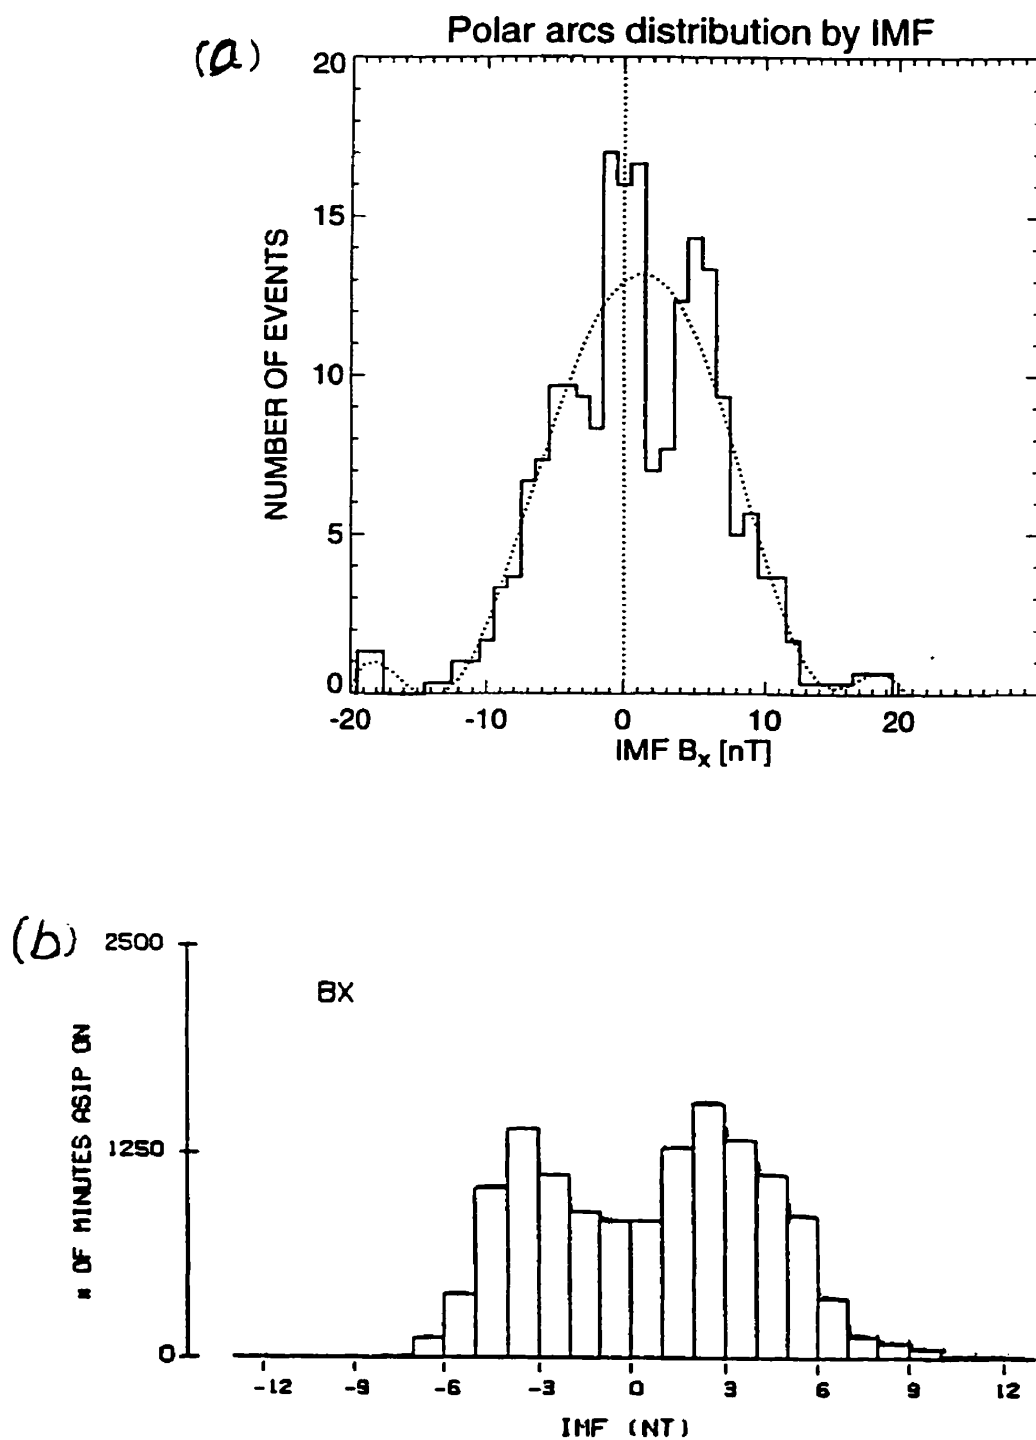 (a)
Polar arcs distribution by IMF
20
15
10
5
0
NUMBER OF EVENTS
-20 -10 0 10 20
IMF Bx [nT]
(b)
2500
1250
0
# OF MINUTES ASIP ON
BX
-12 -9 -6 -3 0 3 6 9 12
IMF (NT)